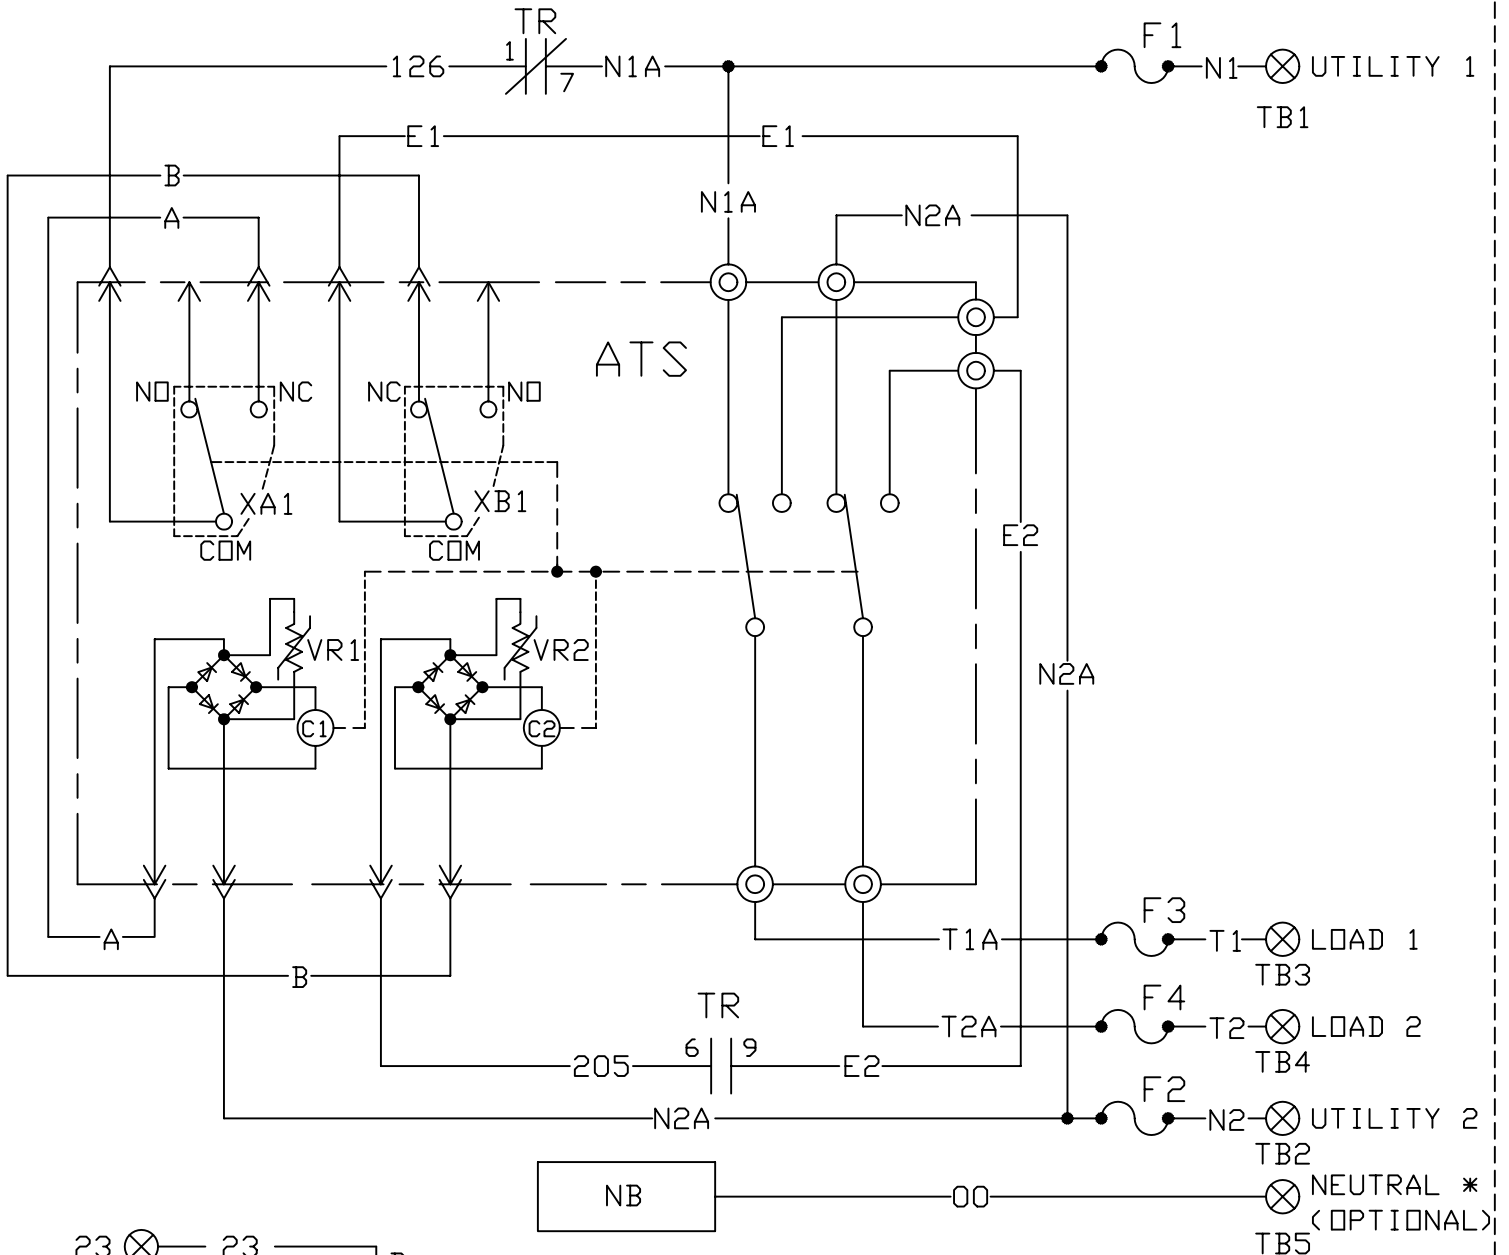 TR
F1
1
126
7
N1A
N1
UTILITY 1
TB1
E1
E1
B
N1A
A
N2A
ATS
NO
NC
NC
NO
XA1
XB1
COM
COM
E2
VR1
VR2
N2A
C1
C2
F3
A
T1A
T1
LOAD 1
TB3
B
F4
TR
T2A
T2
LOAD 2
6
9
TB4
205
E2
F2
N2A
N2
UTILITY 2
TB2
NB
00
NEUTRAL *
(OPTIONAL)
TB5
23
23